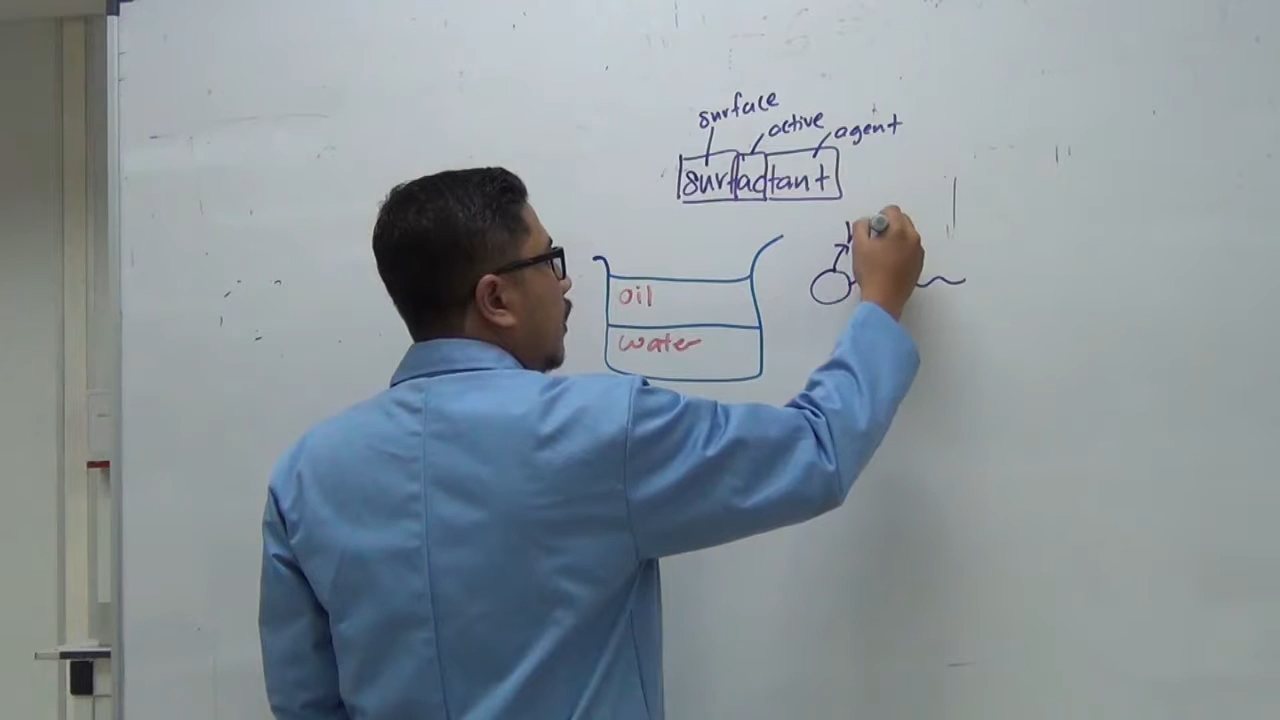 surface
active
agent
surfactant
oil
water